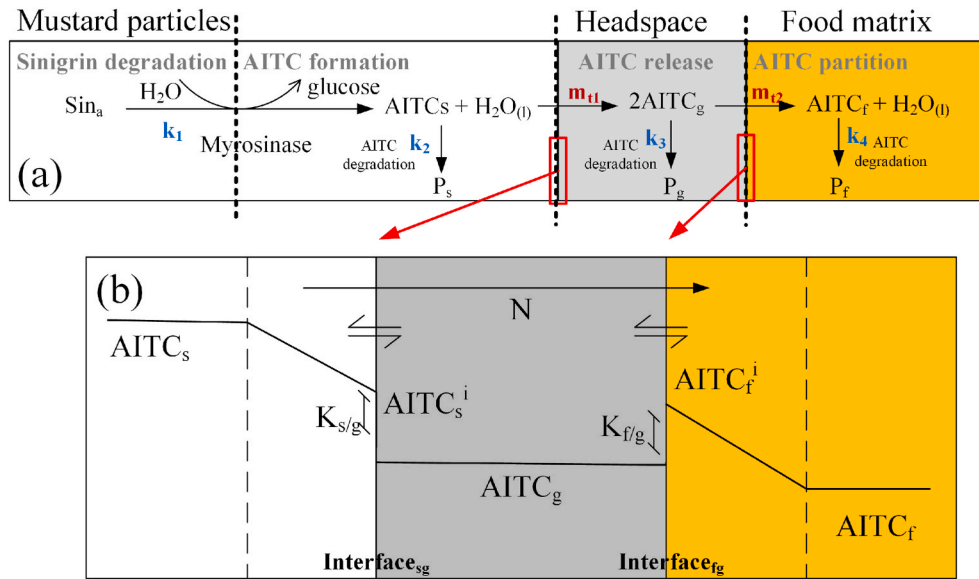 Mustard particles
Headspace
Food matrix
Sinigrin degradation
AITC formation
AITC release
AITC partition
H₂O
glucose
Sinₐ
AITCs + H₂O₍ₗ₎
mₜ₁
2AITCg
mₜ₂
AITCf + H₂O₍ₗ₎
k₁
Myrosinase
AITC
degradation
k₂
AITC
degradation
k₃
k₄
AITC
degradation
(a)
Pₛ
Pg
Pf
(b)
N
AITCₛ
AITCₛⁱ
AITCfⁱ
Kₛ/g
Kf/g
AITCg
AITCf
Interfaceₛg
Interfacefg